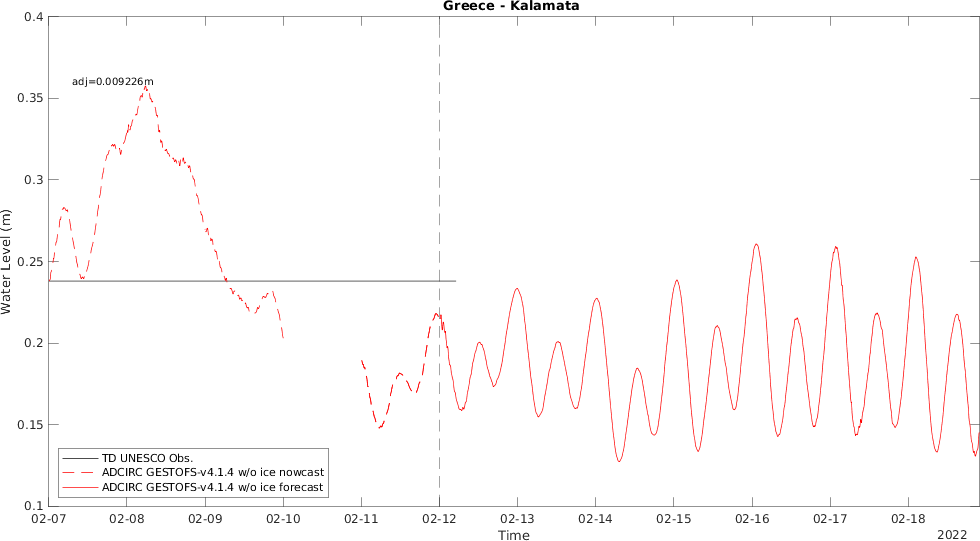 Greece - Kalamata
0.4
adj=0.009226m
0.35
0.3
0.25
0.2
0.15
0.1
Water Level (m)
TD UNESCO Obs.
ADCIRC GESTOFS-v4.1.4 w/o ice nowcast
ADCIRC GESTOFS-v4.1.4 w/o ice forecast
02-07 02-08 02-09 02-10 02-11 02-12 02-13 02-14 02-15 02-16 02-17 02-18
Time
2022